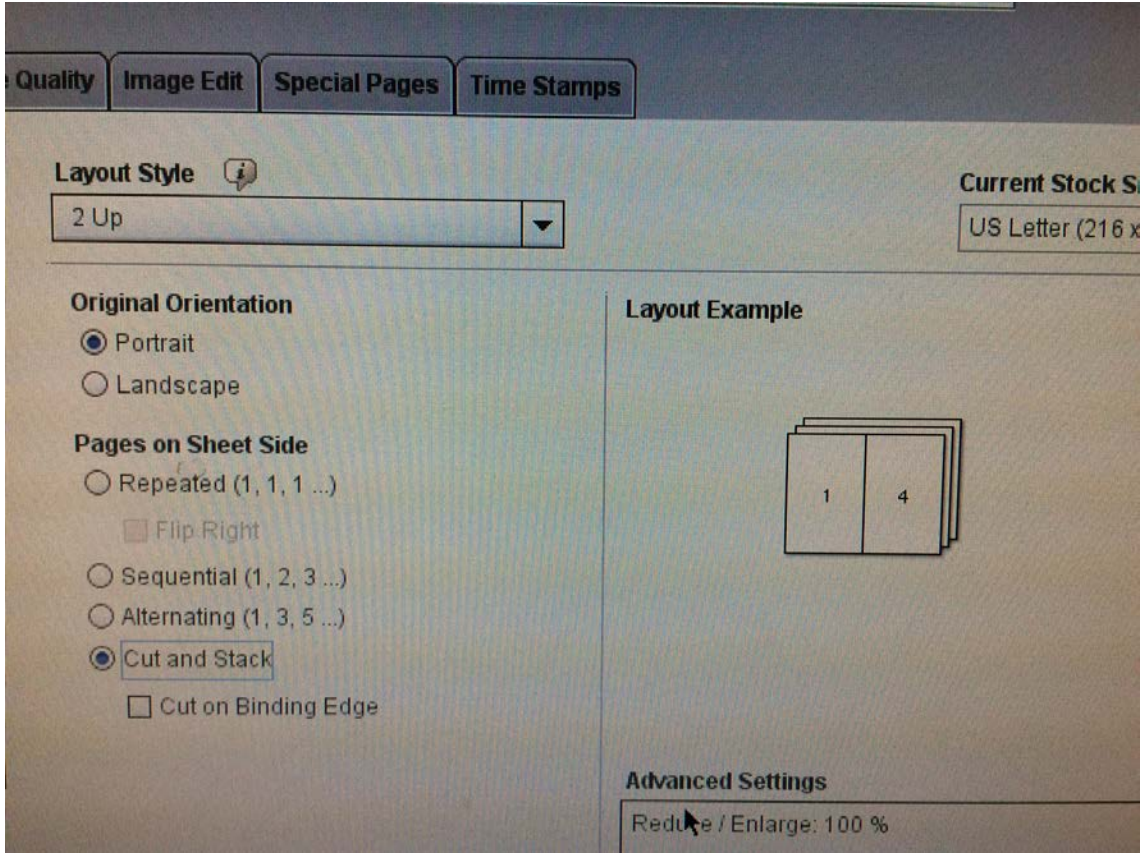 Quality Image Edit Special Pages Time Stamps
Layout Style
2 Up
Current Stock
US Letter (216 x
Original Orientation
Portrait
Landscape
Pages on Sheet Side
Repeated (1, 1, 1 ...)
Flip Right
Sequential (1, 2, 3 ...)
Alternating (1, 3, 5 ...)
Cut and Stack
Cut on Binding Edge
Layout Example
1 4
Advanced Settings
Reduce / Enlarge: 100 %